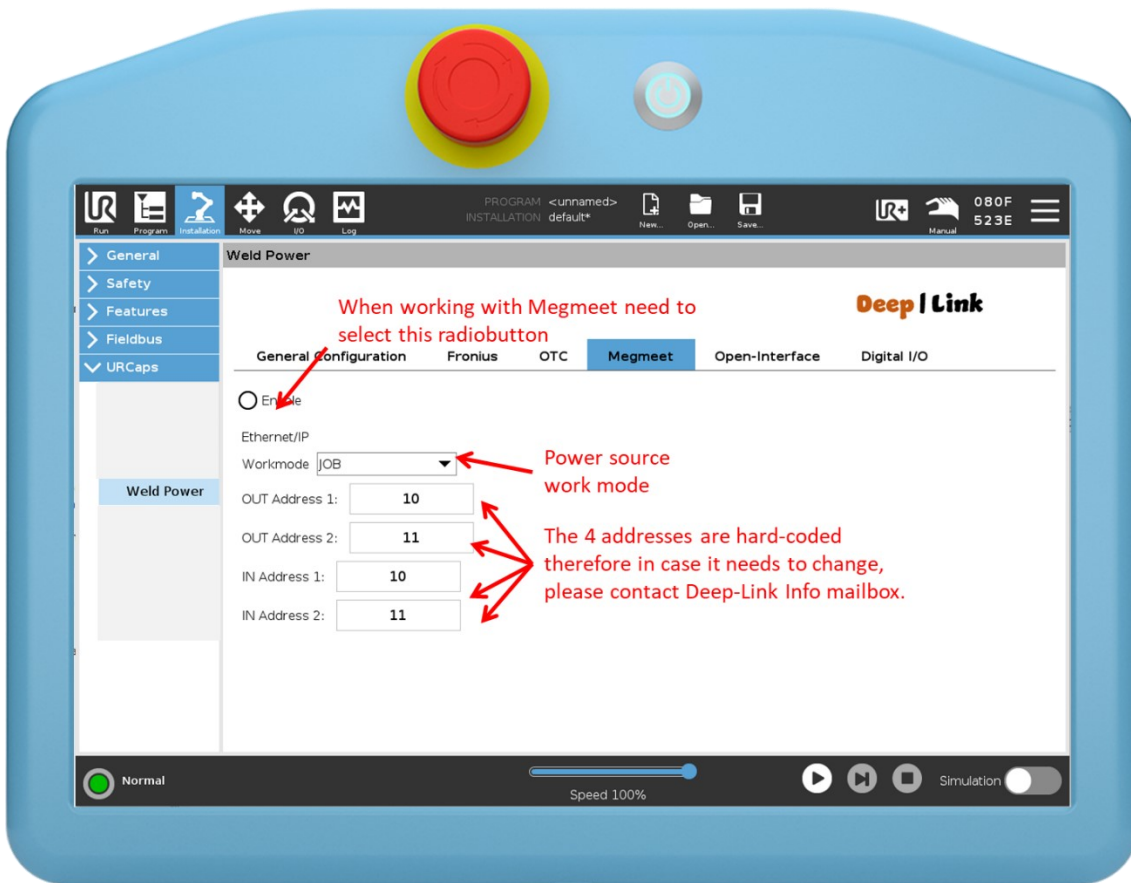 PROGRAM <unnamed>
INSTALLATION default*
Run
Program
Installation
Move
I/O
Log
New...
Open...
Save...
UR+
Manual
080F
523E
General
Safety
Features
Fieldbus
URCaps
Weld Power
Weld Power
Deep | Link
When working with Megmeet need to
select this radiobutton
General Configuration
Fronius
OTC
Megmeet
Open-Interface
Digital I/O
Enable
Ethernet/IP
Workmode JOB
Power source
work mode
OUT Address 1: 10
OUT Address 2: 11
IN Address 1: 10
IN Address 2: 11
The 4 addresses are hard-coded
therefore in case it needs to change,
please contact Deep-Link Info mailbox.
Normal
Speed 100%
Simulation